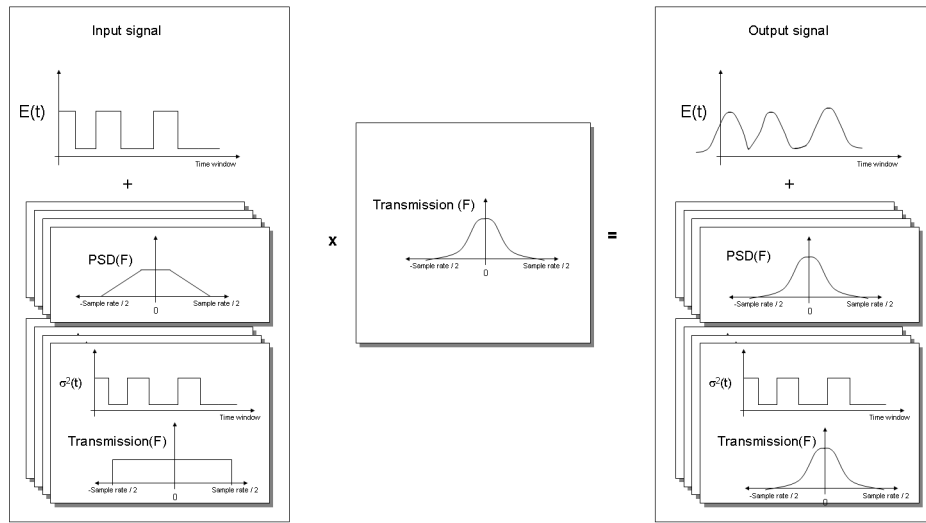 Input signal
E(t)
Time window
+
PSD(F)
-Sample rate / 2
Sample rate / 2
0
σ²(t)
Time window
Transmission(F)
-Sample rate / 2
Sample rate / 2
0
x
Transmission (F)
-Sample rate / 2
Sample rate / 2
0
=
Output signal
E(t)
Time window
+
PSD(F)
-Sample rate / 2
Sample rate / 2
0
σ²(t)
Time window
Transmission(F)
-Sample rate / 2
Sample rate / 2
0